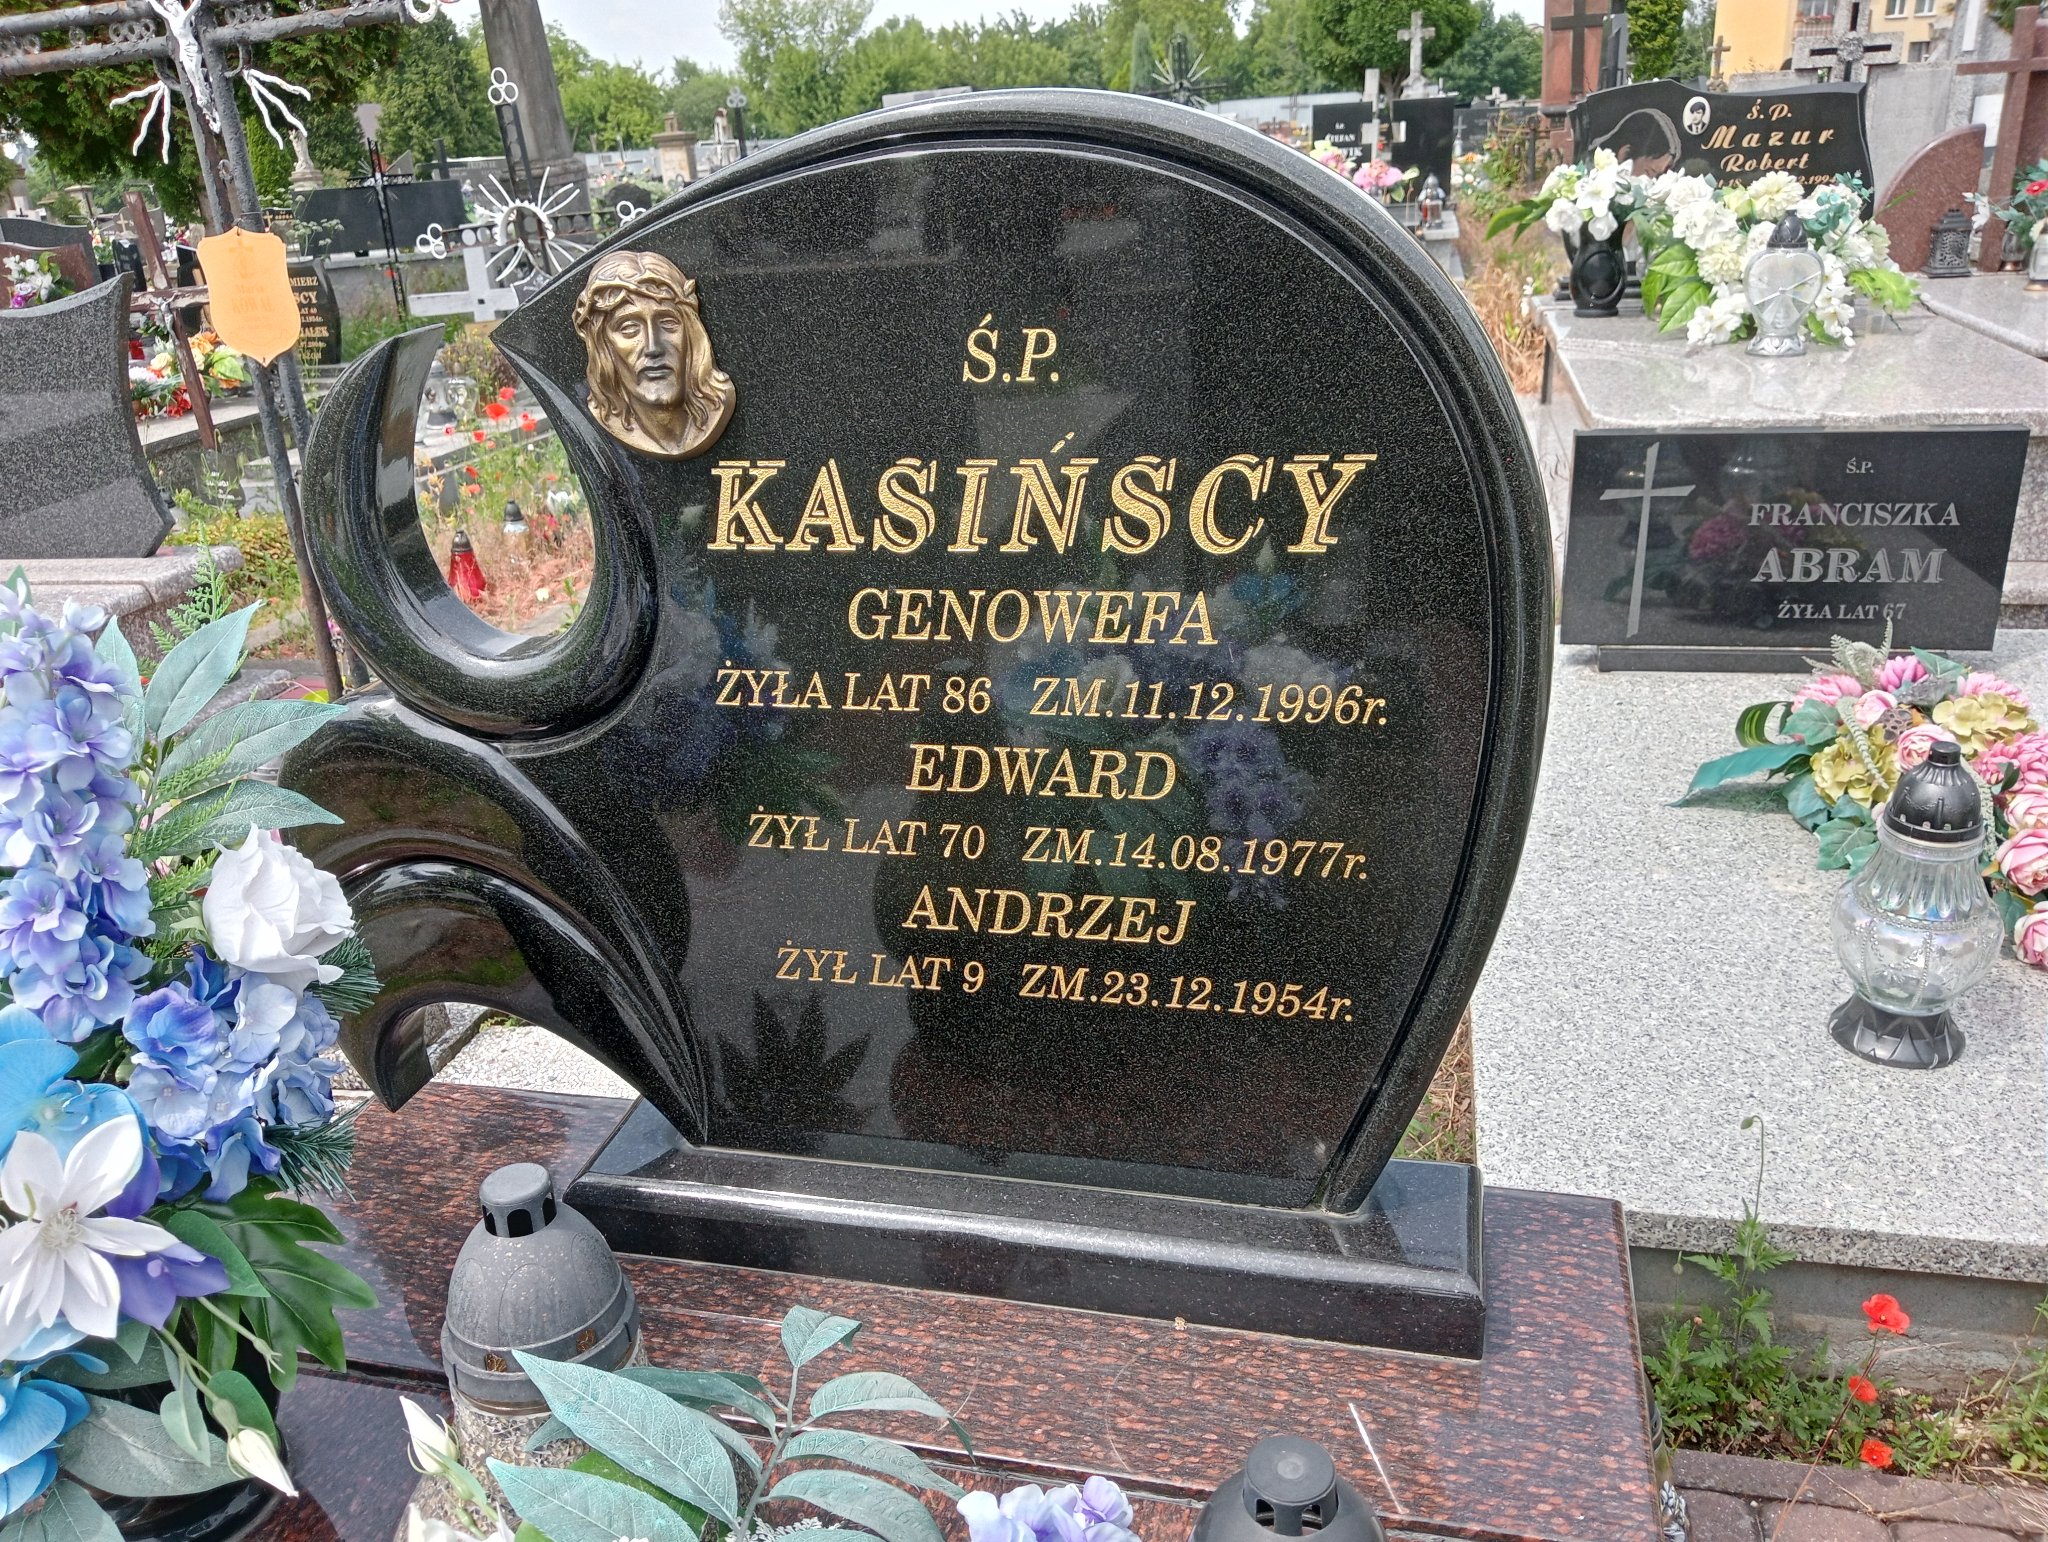 Ś.P.
KASIŃSCY
GENOWEFA
ŻYŁA LAT 86 ZM.11.12.1996r.
EDWARD
ŻYŁ LAT 70 ZM.14.08.1977r.
ANDRZEJ
ŻYŁ LAT 9 ZM.23.12.1954r.
Ś.P.
FRANCISZKA
ABRAM
ŻYŁA LAT 67
Ś. P.
Mazur
Robert
Maria